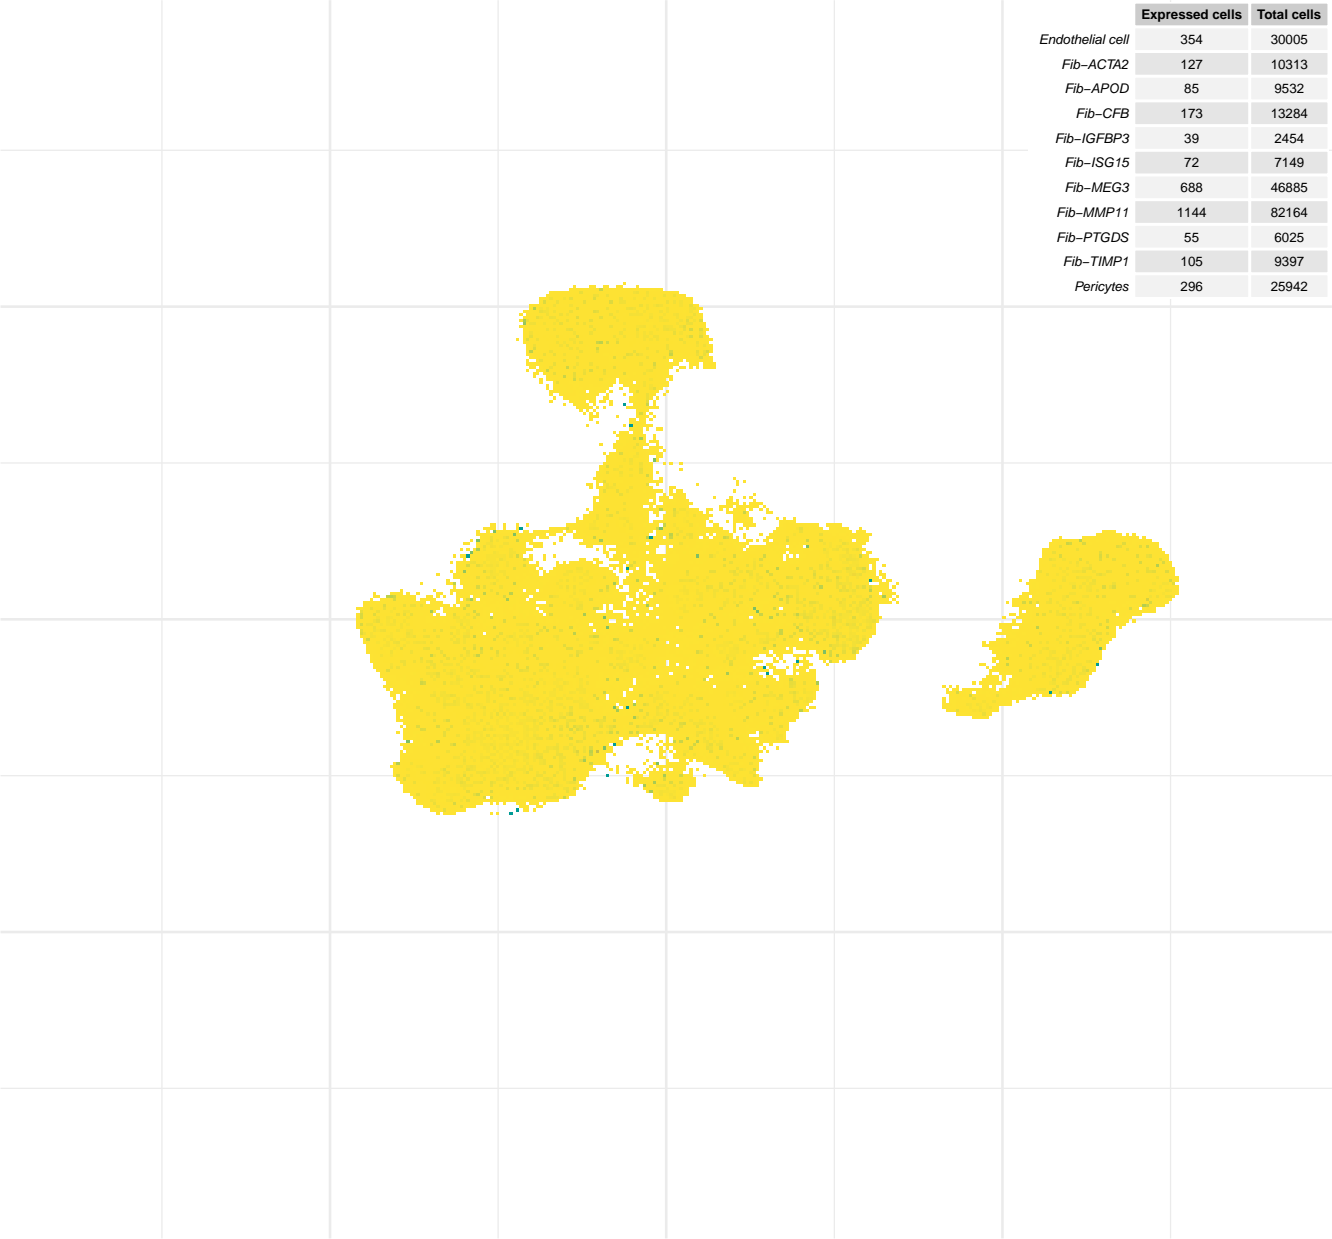 Expressed cells Total cells
Endothelial cell 354 30005
Fib−ACTA2 127 10313
Fib−APOD 85 9532
Fib−CFB 173 13284
Fib−IGFBP3 39 2454
Fib−ISG15 72 7149
Fib−MEG3 688 46885
Fib−MMP11 1144 82164
Fib−PTGDS 55 6025
Fib−TIMP1 105 9397
Pericytes 296 25942